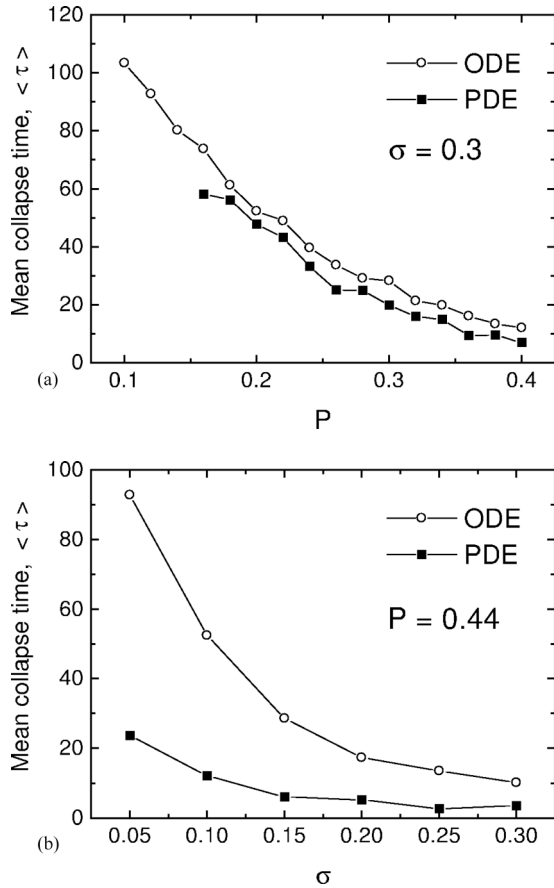 120
100
80
60
40
20
0
Mean collapse time, < τ >
ODE
PDE
σ = 0.3
(a)
0.1
0.2
0.3
0.4
P
100
80
60
40
20
0
Mean collapse time, < τ >
ODE
PDE
P = 0.44
(b)
0.05
0.10
0.15
0.20
0.25
0.30
σ